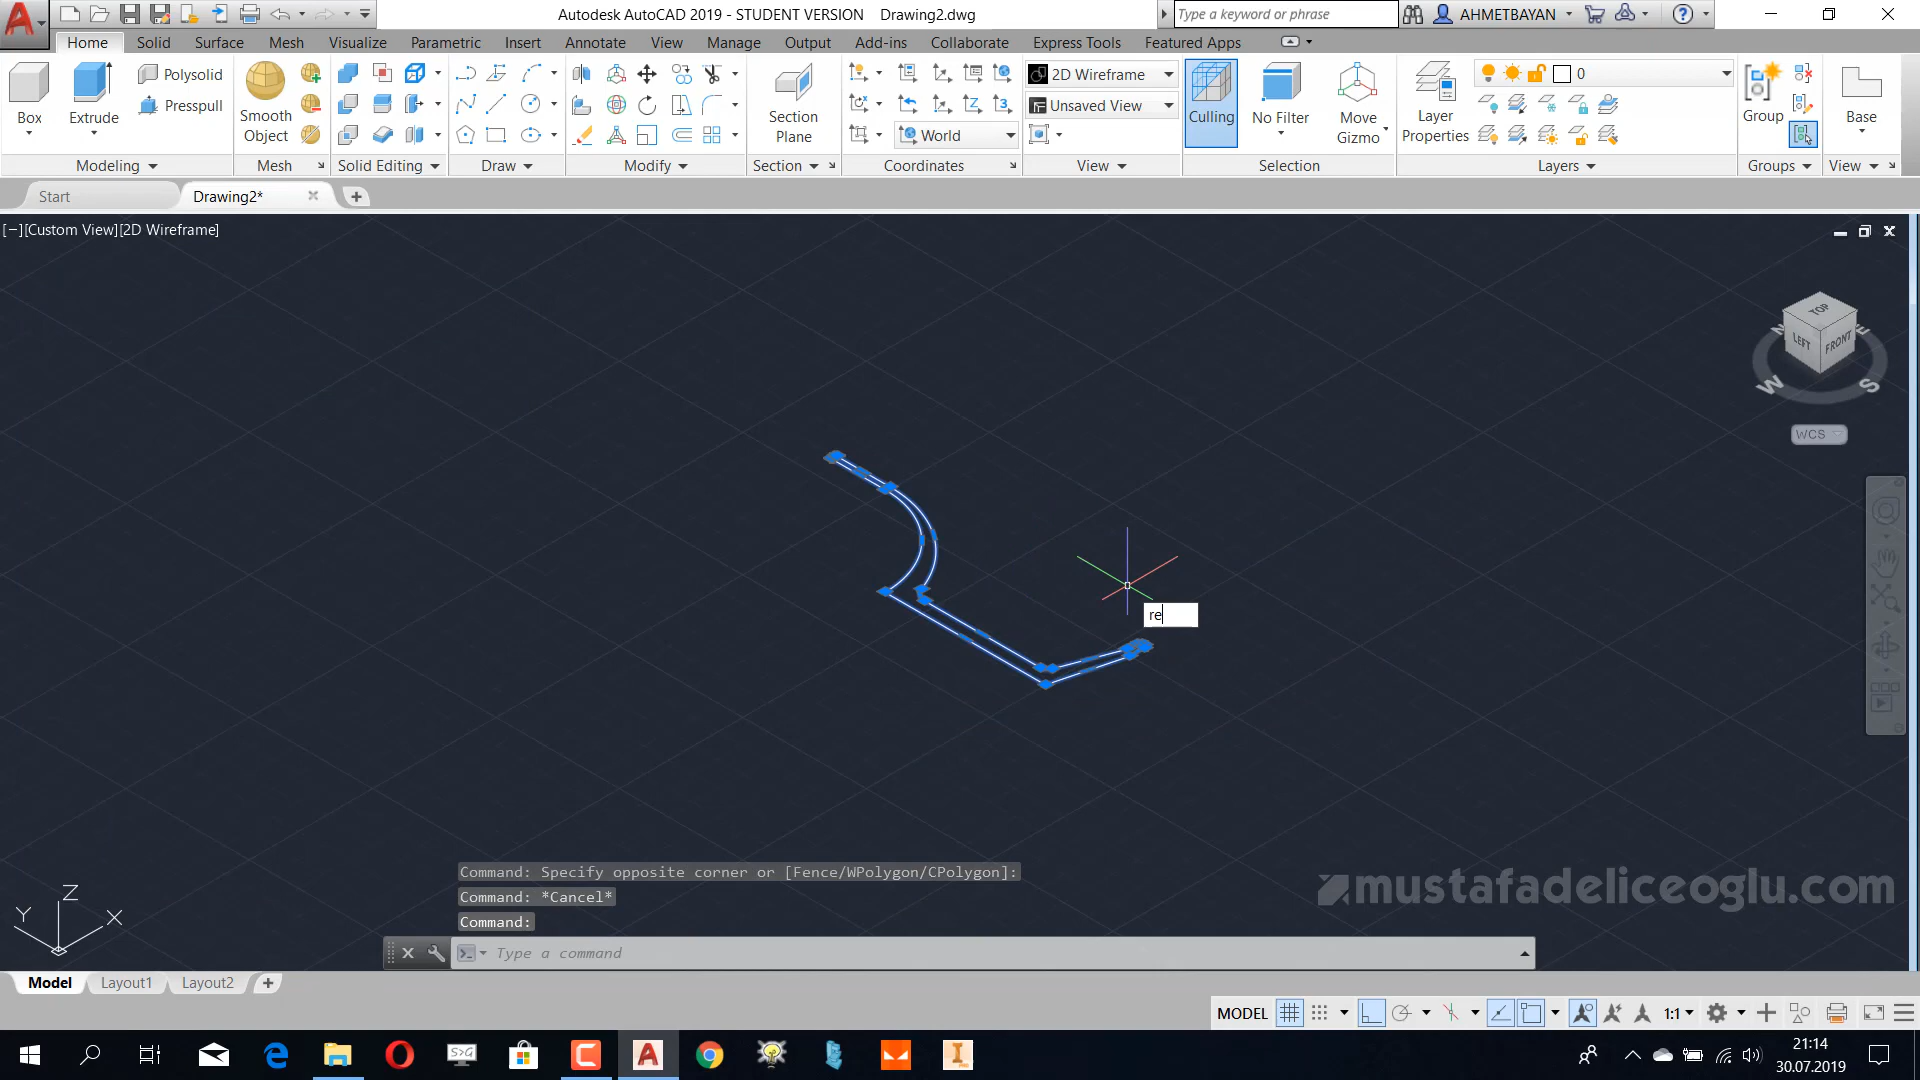 Autodesk AutoCAD 2019 - STUDENT VERSION Drawing2.dwg
Type a keyword or phrase
AHMETBAYAN
Home Solid Surface Mesh Visualize Parametric Insert Annotate View Manage Output Add-ins Collaborate Express Tools Featured Apps
Box
Extrude
Polysolid
Presspull
Smooth
Object
Section
Plane
World
2D Wireframe
Unsaved View
Culling
No Filter
Move
Gizmo
Layer
Properties
0
Group
Base
Modeling
Mesh
Solid Editing
Draw
Modify
Section
Coordinates
View
Selection
Layers
Groups
View
Start
Drawing2*
[−][Custom View][2D Wireframe]
TOP
LEFT
FRONT
N
E
W
S
WCS
re
Command: Specify opposite corner or [Fence/WPolygon/CPolygon]:
Command: *Cancel*
Command:
Type a command
Z
Y
X
mustafadeliceoglu.com
Model Layout1 Layout2
MODEL
1:1
S>G
21:14
30.07.2019